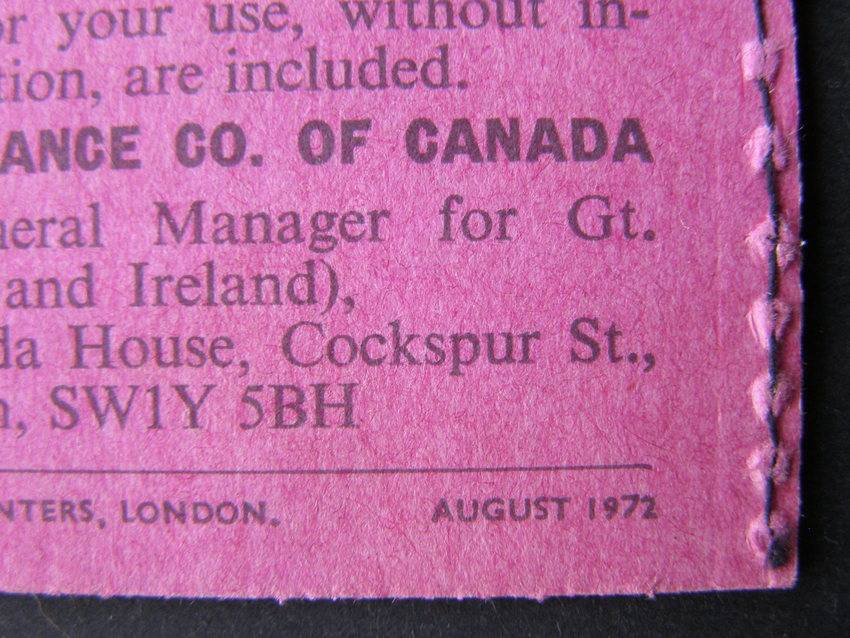 your use, without in-
tion, are included.
ANCE CO. OF CANADA
neral Manager for Gt.
and Ireland),
da House, Cockspur St.,
SW1Y 5BH
NTERS, LONDON. AUGUST 1972